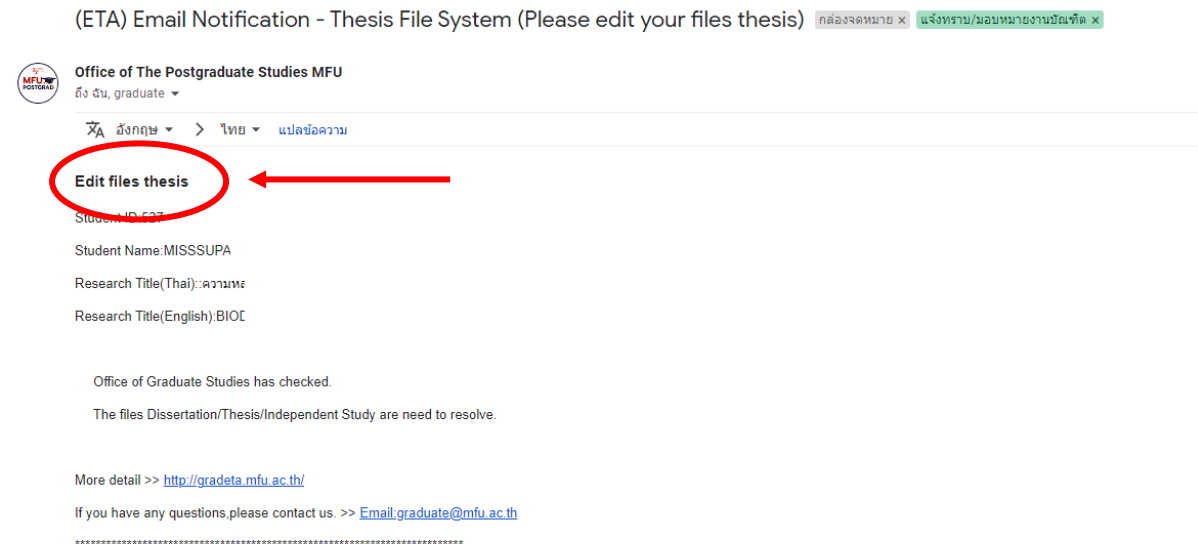 (ETA) Email Notification - Thesis File System (Please edit your files thesis) กล่องจดหมาย × แจ้งทราบ/มอบหมายงานบัณฑิต ×
MFU
POSTGRAD
Office of The Postgraduate Studies MFU
ถึง ฉัน, graduate
อังกฤษ > ไทย แปลข้อความ
Edit files thesis
Student ID:527
Student Name:MISSSUPA
Research Title(Thai)::ความห
Research Title(English):BIOD
Office of Graduate Studies has checked.
The files Dissertation/Thesis/Independent Study are need to resolve.
More detail >> http://gradeta.mfu.ac.th/
If you have any questions,please contact us. >> Email:graduate@mfu.ac.th
****************************************************************************